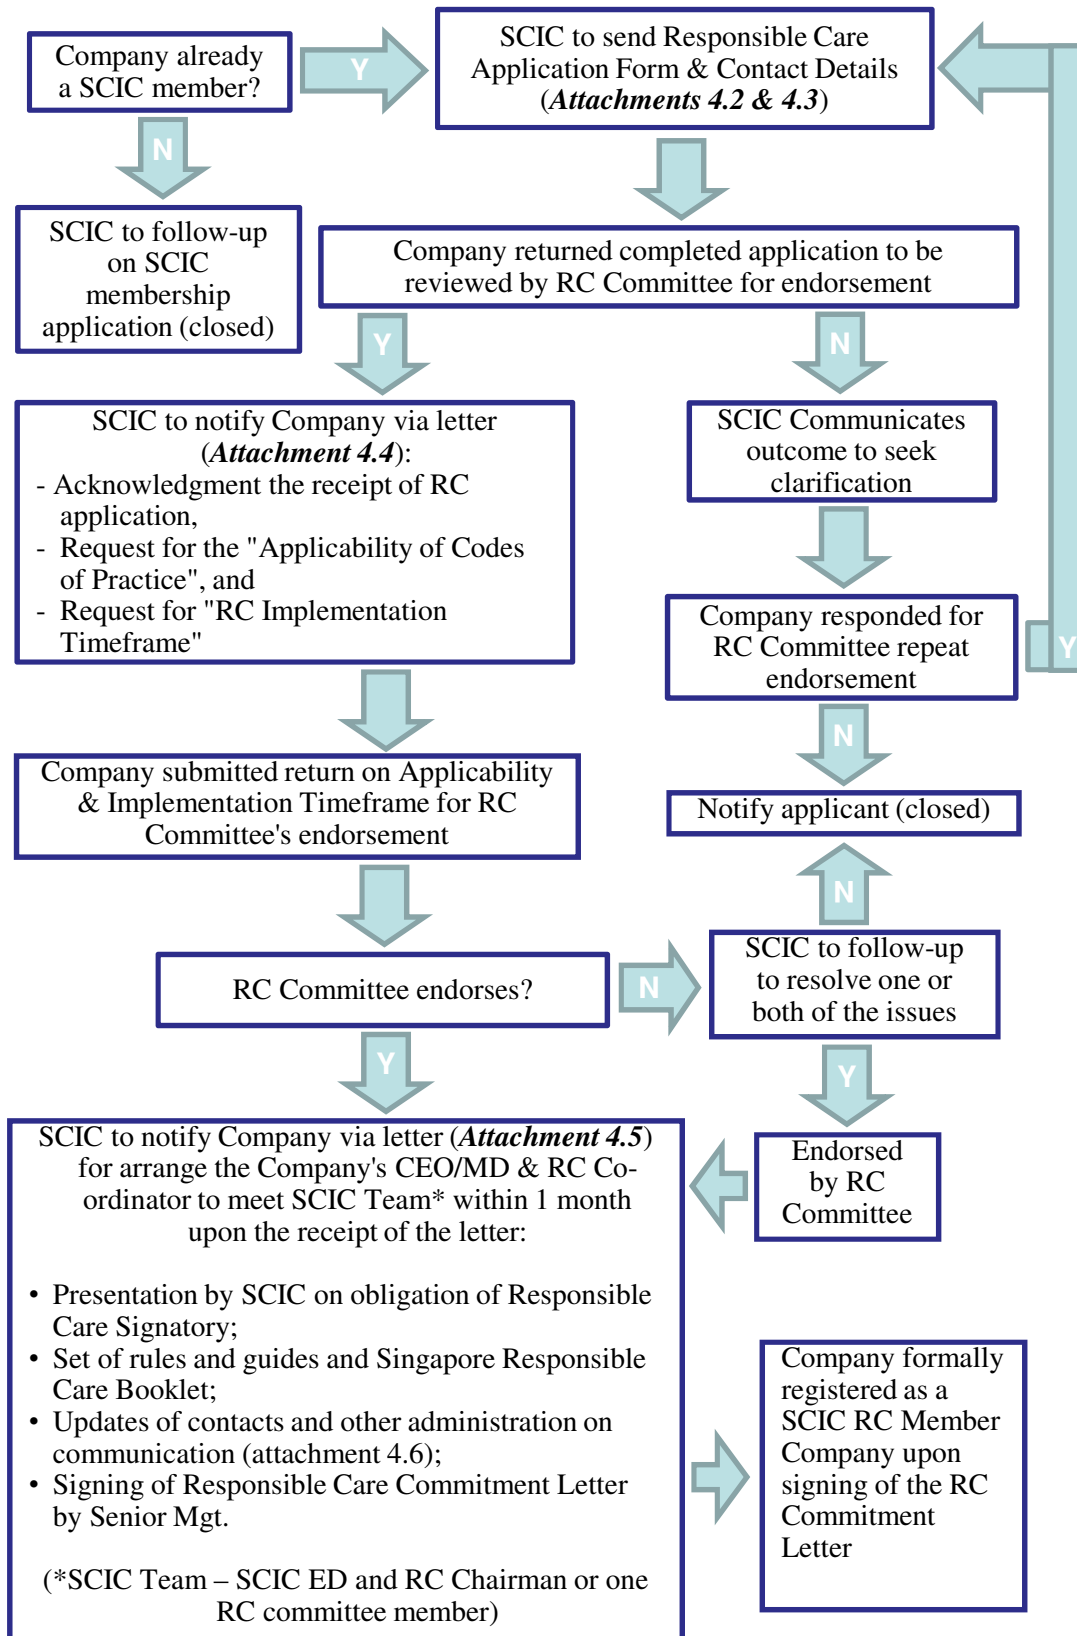 Company already
a SCIC member?
Y
SCIC to send Responsible Care
Application Form & Contact Details
(Attachments 4.2 & 4.3)
N
SCIC to follow-up
on SCIC
membership
application (closed)
Company returned completed application to be
reviewed by RC Committee for endorsement
Y
N
SCIC to notify Company via letter
(Attachment 4.4):
- Acknowledgment the receipt of RC
application,
- Request for the "Applicability of Codes
of Practice", and
- Request for "RC Implementation
Timeframe"
SCIC Communicates
outcome to seek
clarification
Company responded for
RC Committee repeat
endorsement
Y
N
Company submitted return on Applicability
& Implementation Timeframe for RC
Committee's endorsement
Notify applicant (closed)
N
RC Committee endorses?
N
SCIC to follow-up
to resolve one or
both of the issues
Y
Y
SCIC to notify Company via letter (Attachment 4.5)
for arrange the Company's CEO/MD & RC Co-
ordinator to meet SCIC Team* within 1 month
upon the receipt of the letter:
• Presentation by SCIC on obligation of Responsible
Care Signatory;
• Set of rules and guides and Singapore Responsible
Care Booklet;
• Updates of contacts and other administration on
communication (attachment 4.6);
• Signing of Responsible Care Commitment Letter
by Senior Mgt.
(*SCIC Team – SCIC ED and RC Chairman or one
RC committee member)
Endorsed
by RC
Committee
Company formally
registered as a
SCIC RC Member
Company upon
signing of the RC
Commitment
Letter